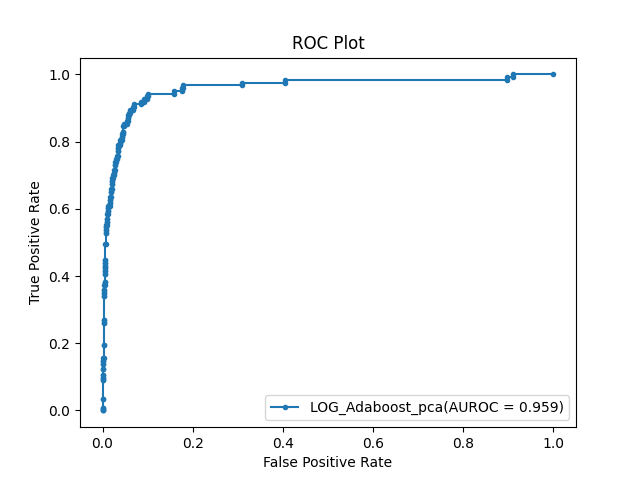 ROC Plot
True Positive Rate
1.0
0.8
0.6
0.4
0.2
0.0
LOG_Adaboost_pca(AUROC = 0.959)
0.0 0.2 0.4 0.6 0.8 1.0
False Positive Rate